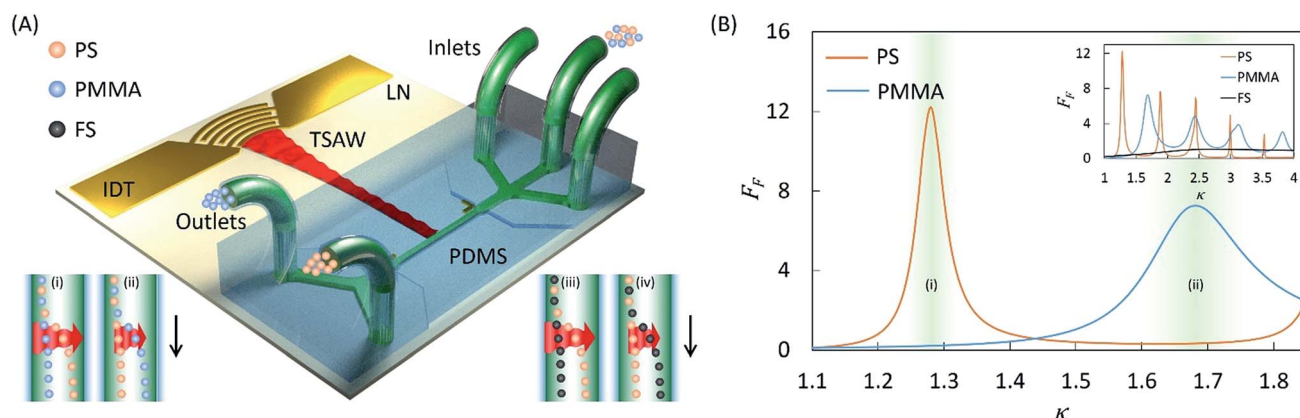 (A)
PS
PMMA
FS
Inlets
LN
TSAW
IDT
Outlets
PDMS
(i)
(ii)
(iii)
(iv)
(B)
16
12
8
4
0
F_F
PS
PMMA
(i)
(ii)
1.1
1.2
1.3
1.4
1.5
1.6
1.7
1.8
κ
12
8
4
0
F_F
PS
PMMA
FS
1
1.5
2
2.5
3
3.5
4
κ